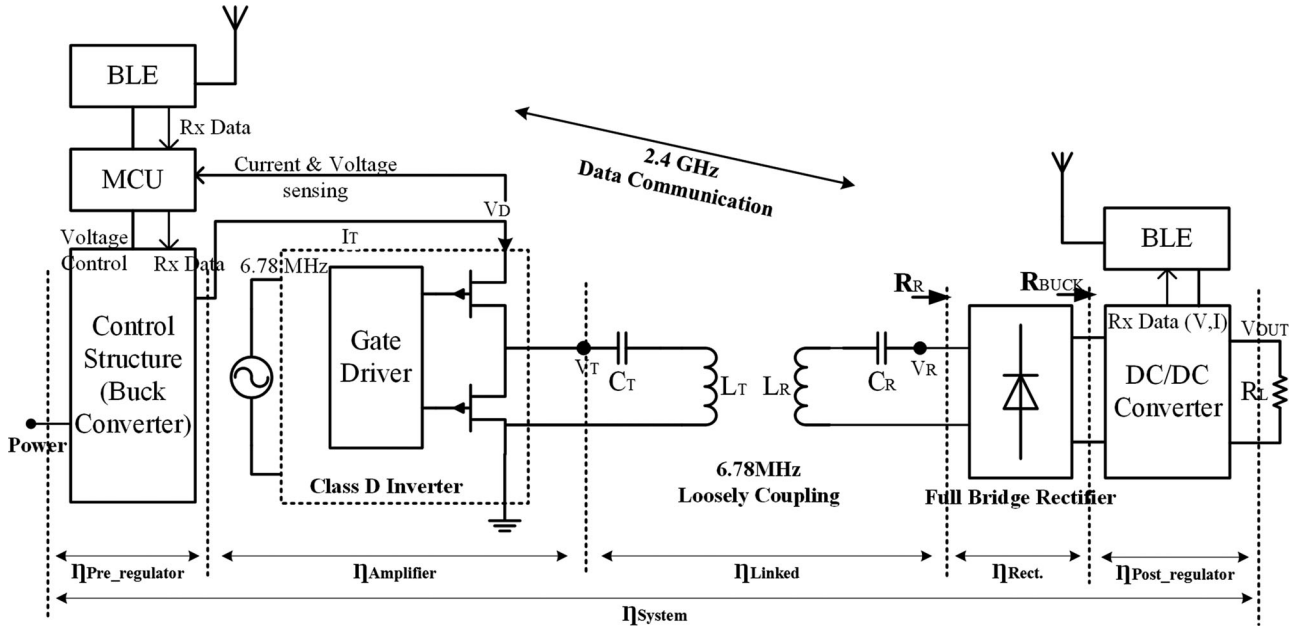 BLE
Rx Data
MCU
Current & Voltage
sensing
2.4 GHz
Data Communication
Voltage
Control
Rx Data
VD
IT
6.78 MHz
Control
Structure
(Buck
Converter)
Power
Gate
Driver
Class D Inverter
VT
CT
LT
LR
CR
VR
RR
RBUCK
6.78MHz
Loosely Coupling
Full Bridge Rectifier
BLE
Rx Data (V,I)
DC/DC
Converter
VOUT
RL
ηPre_regulator
ηAmplifier
ηLinked
ηRect.
ηPost_regulator
ηSystem